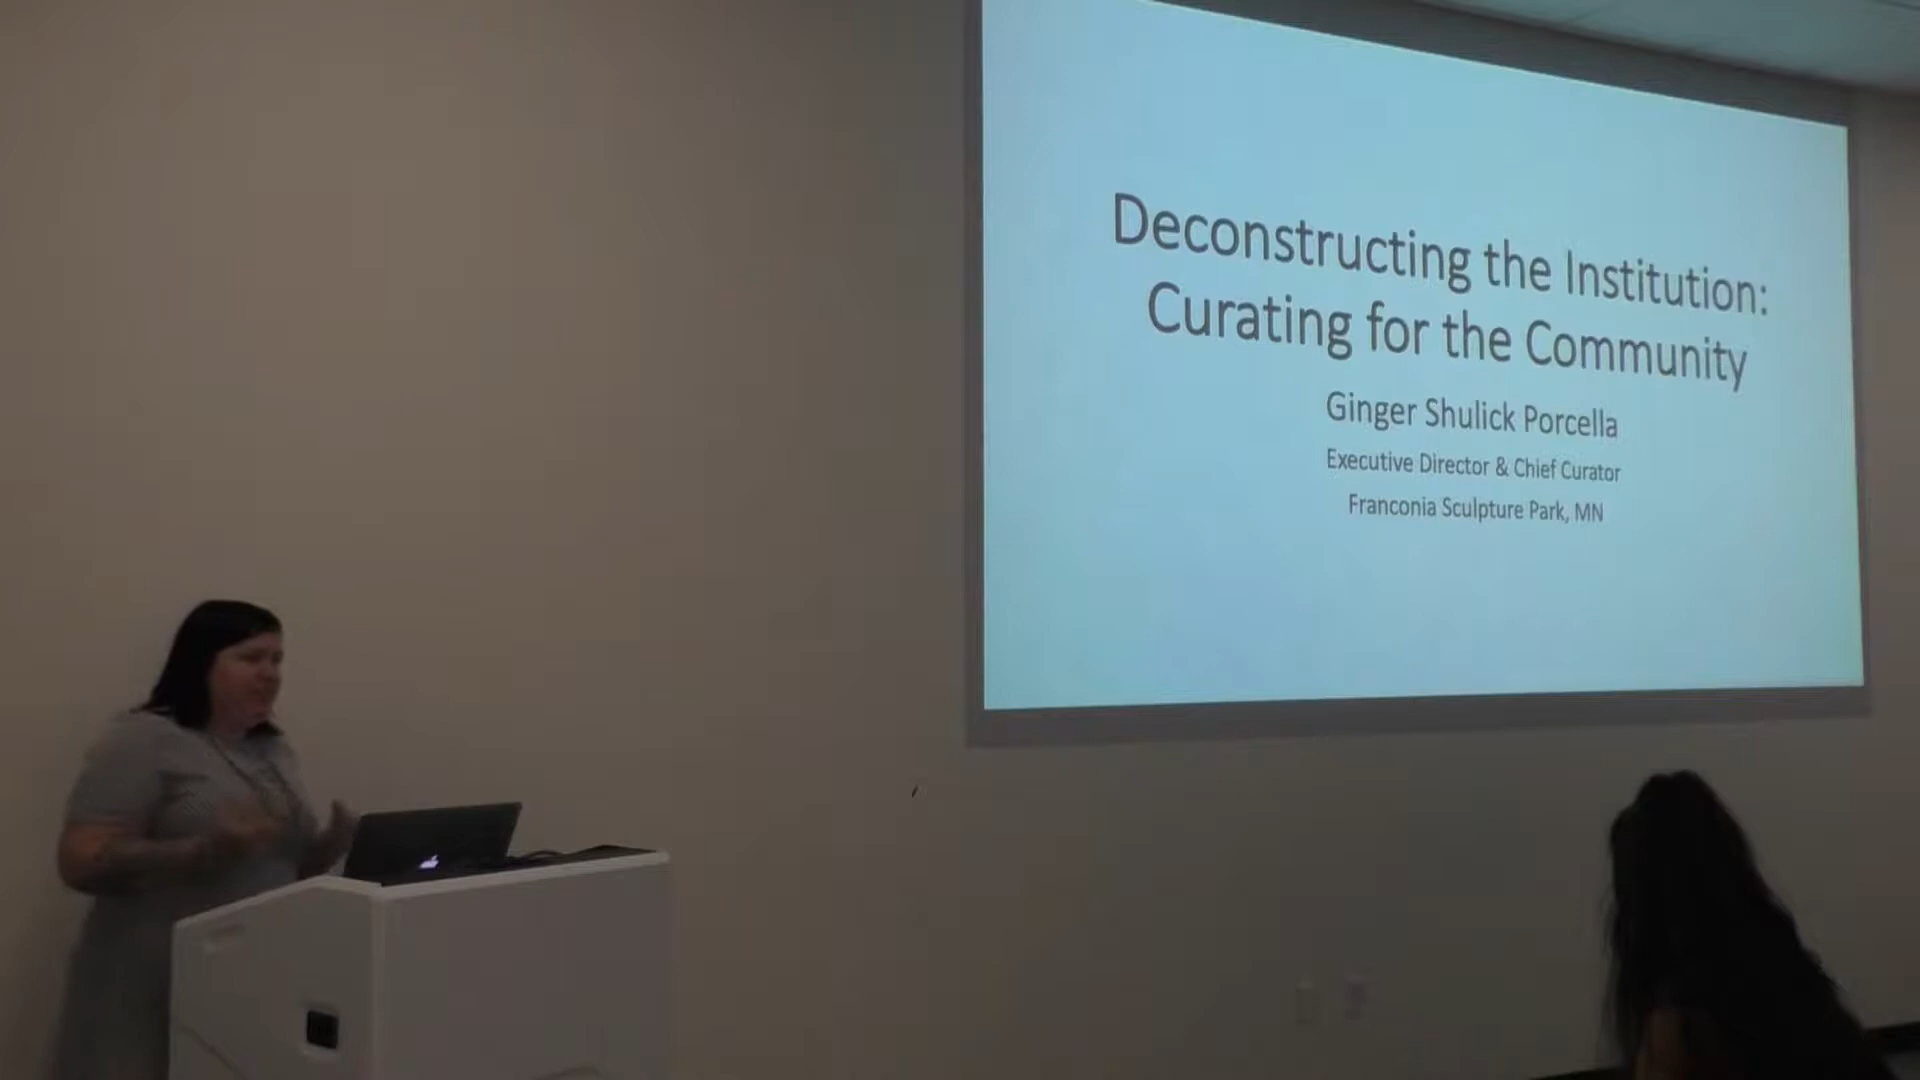 Deconstructing the Institution:
Curating for the Community
Ginger Shulick Porcella
Executive Director & Chief Curator
Franconia Sculpture Park, MN